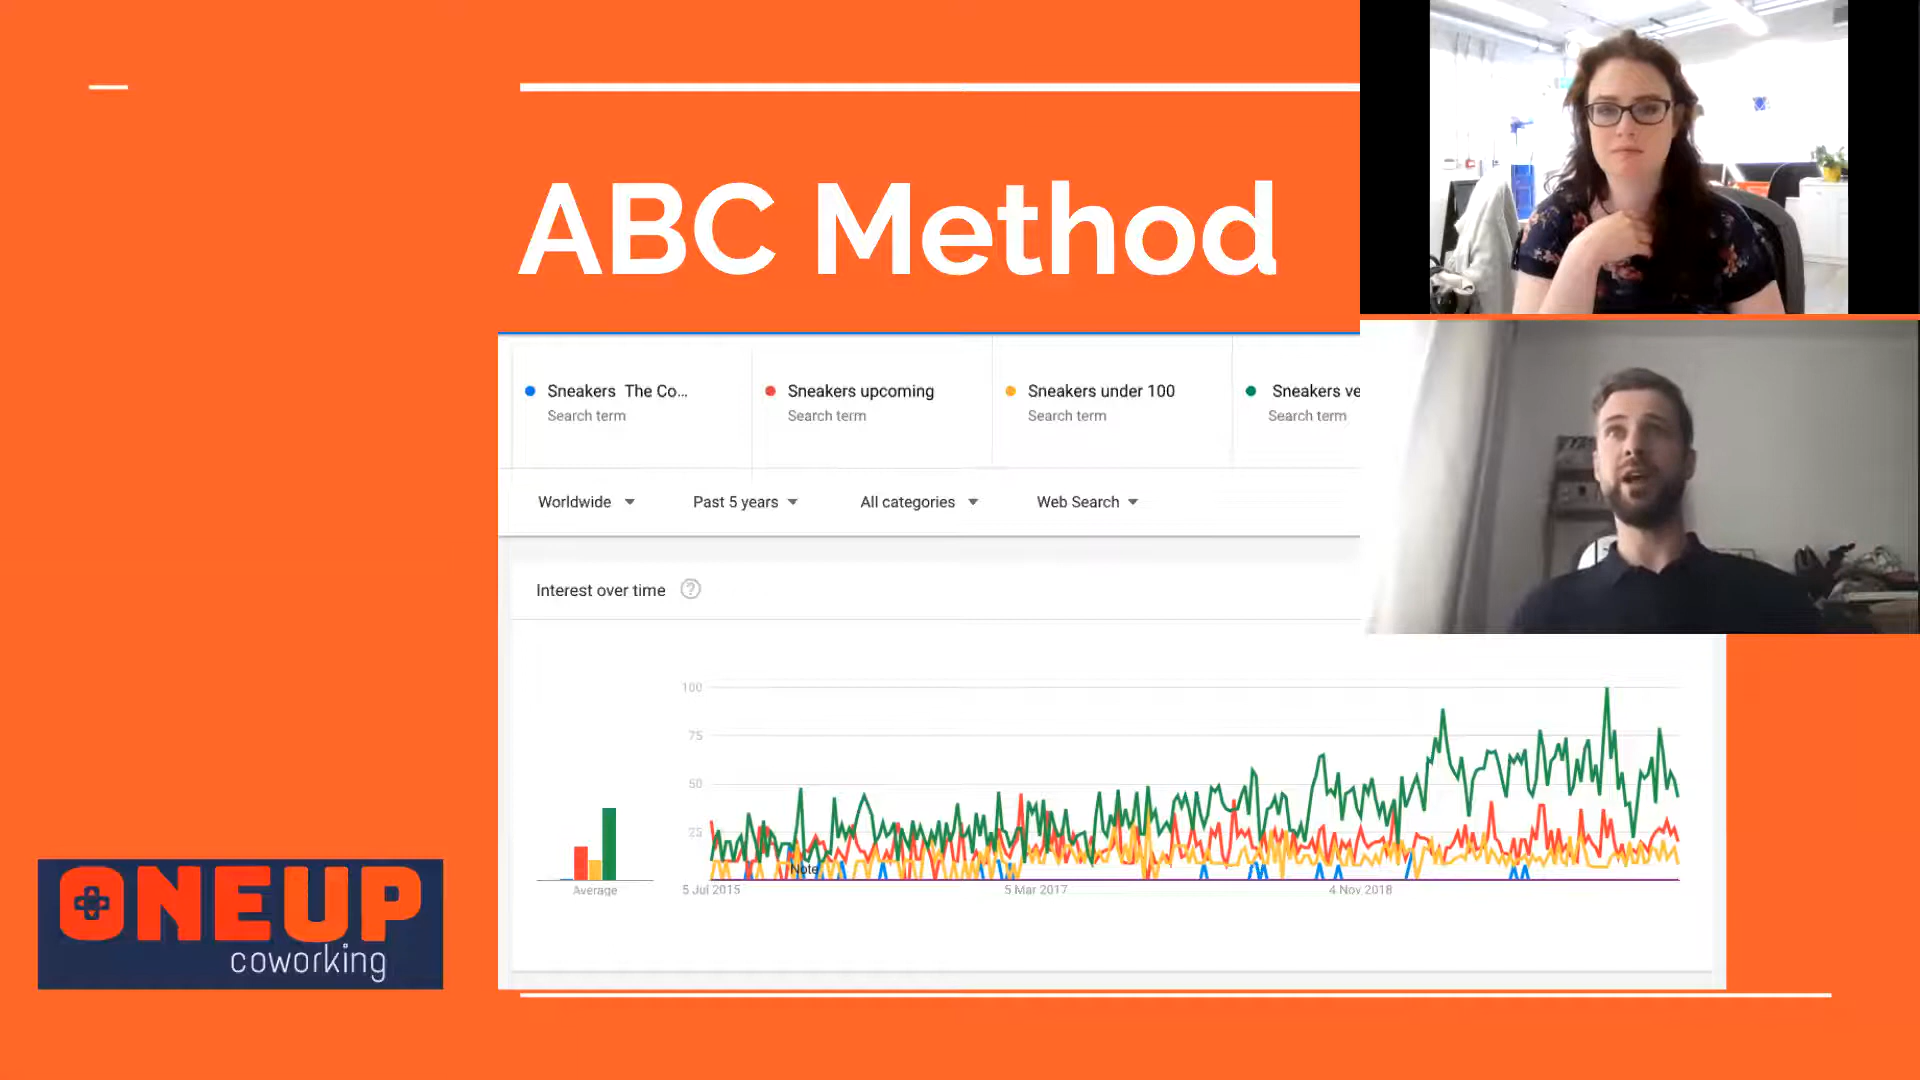 ABC Method
Sneakers The Co...
Search term
Sneakers upcoming
Search term
Sneakers under 100
Search term
Sneakers ve
Search term
Worldwide
Past 5 years
All categories
Web Search
Interest over time ?
100
75
50
25
Note
Average
5 Jul 2015
5 Mar 2017
4 Nov 2018
ONEUP
coworking